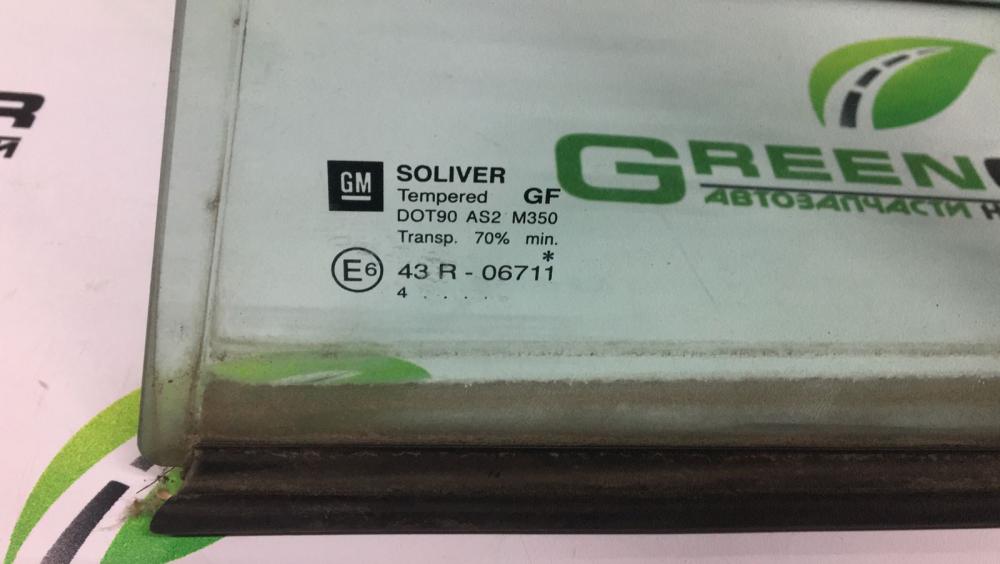 GM
SOLIVER
Tempered GF
DOT90 AS2 M350
Transp. 70% min.
*
E6 43 R - 06711
4 . . . . .
GREEN
АВТОЗАПЧАСТИ